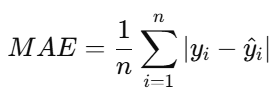 MAE = \frac{1}{n} \sum_{i=1}^{n} |y_i - \hat{y}_i|